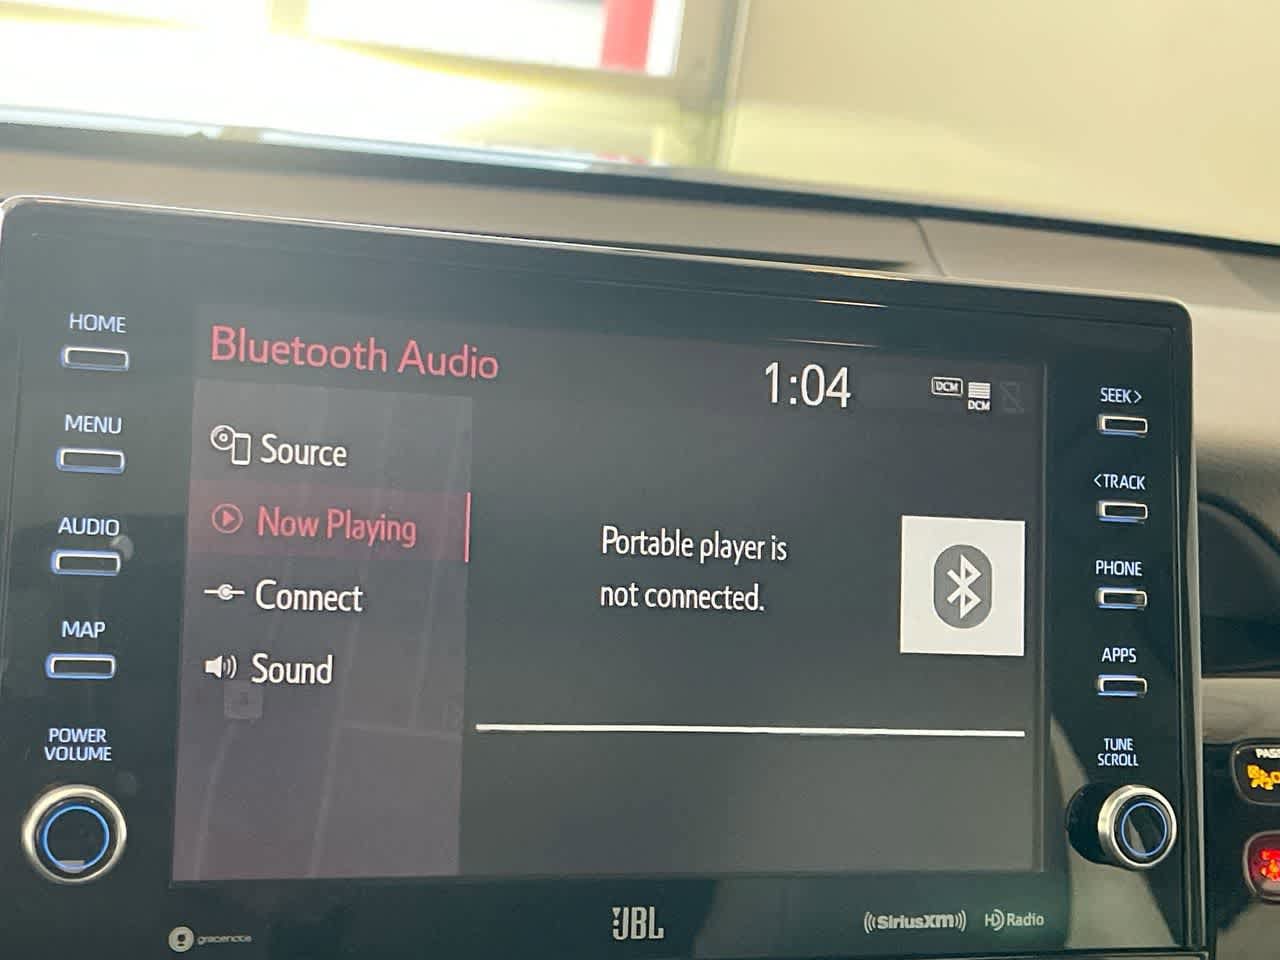 HOME
MENU
AUDIO
MAP
POWER
VOLUME
Bluetooth Audio
1:04
DCM
DCM
Source
Now Playing
Connect
Sound
Portable player is
not connected.
SEEK >
< TRACK
PHONE
APPS
TUNE
SCROLL
gracenote
JBL
SiriusXM
HD Radio